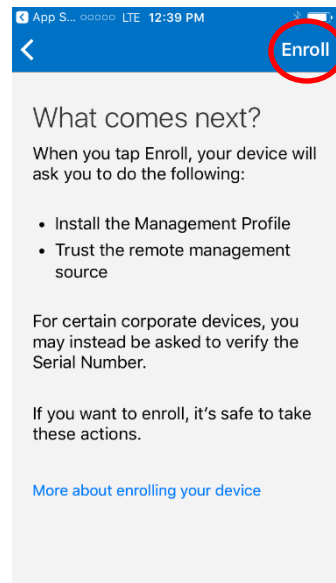 App S... ooooo LTE 12:39 PM
Enroll
What comes next?
When you tap Enroll, your device will
ask you to do the following:
• Install the Management Profile
• Trust the remote management
source
For certain corporate devices, you
may instead be asked to verify the
Serial Number.
If you want to enroll, it's safe to take
these actions.
More about enrolling your device